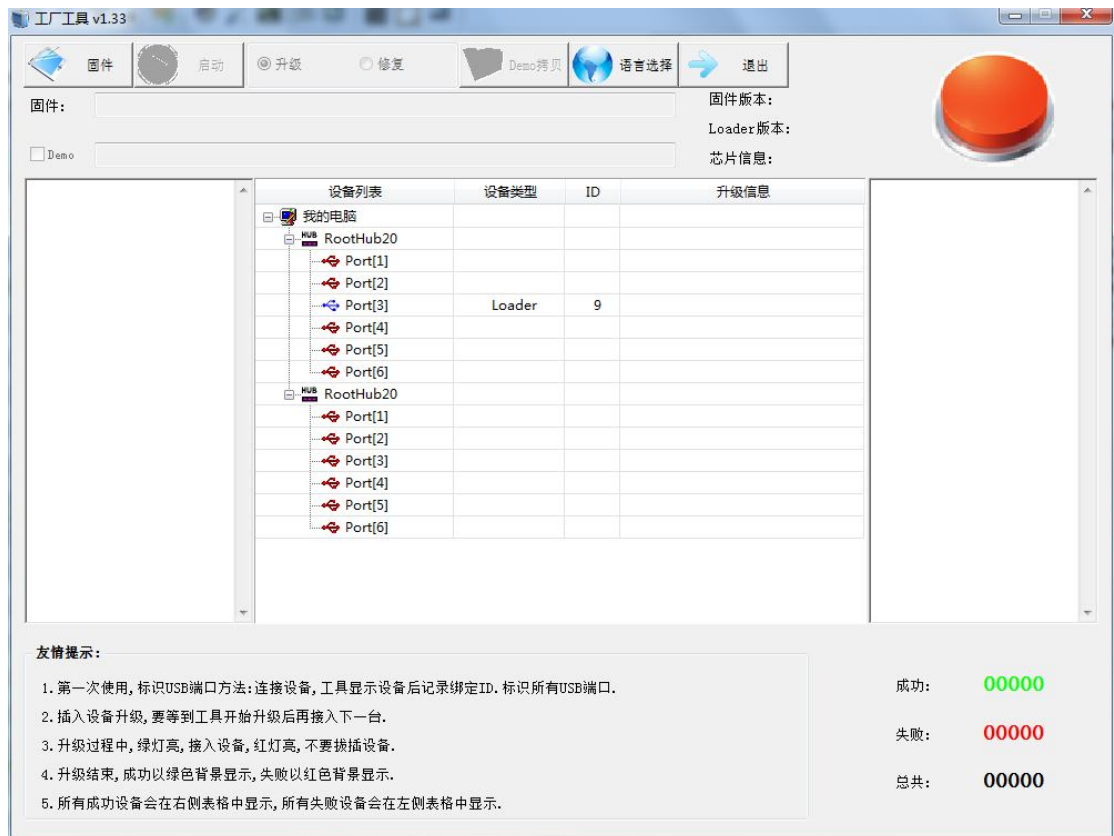 工厂工具 v1.33
固件 启动 升级 修复 Demo拷贝 语言选择 退出
固件: 固件版本:
Loader版本:
Demo 芯片信息:
设备列表 设备类型 ID 升级信息
我的电脑
HUB RootHub20
Port[1]
Port[2]
Port[3] Loader 9
Port[4]
Port[5]
Port[6]
HUB RootHub20
Port[1]
Port[2]
Port[3]
Port[4]
Port[5]
Port[6]
友情提示:
1.第一次使用,标识USB端口方法:连接设备,工具显示设备后记录绑定ID.标识所有USB端口.
2.插入设备升级,要等到工具开始升级后再接入下一台.
3.升级过程中,绿灯亮,接入设备,红灯亮,不要拔插设备.
4.升级结束,成功以绿色背景显示,失败以红色背景显示.
5.所有成功设备会在右侧表格中显示,所有失败设备会在左侧表格中显示.
成功: 00000
失败: 00000
总共: 00000